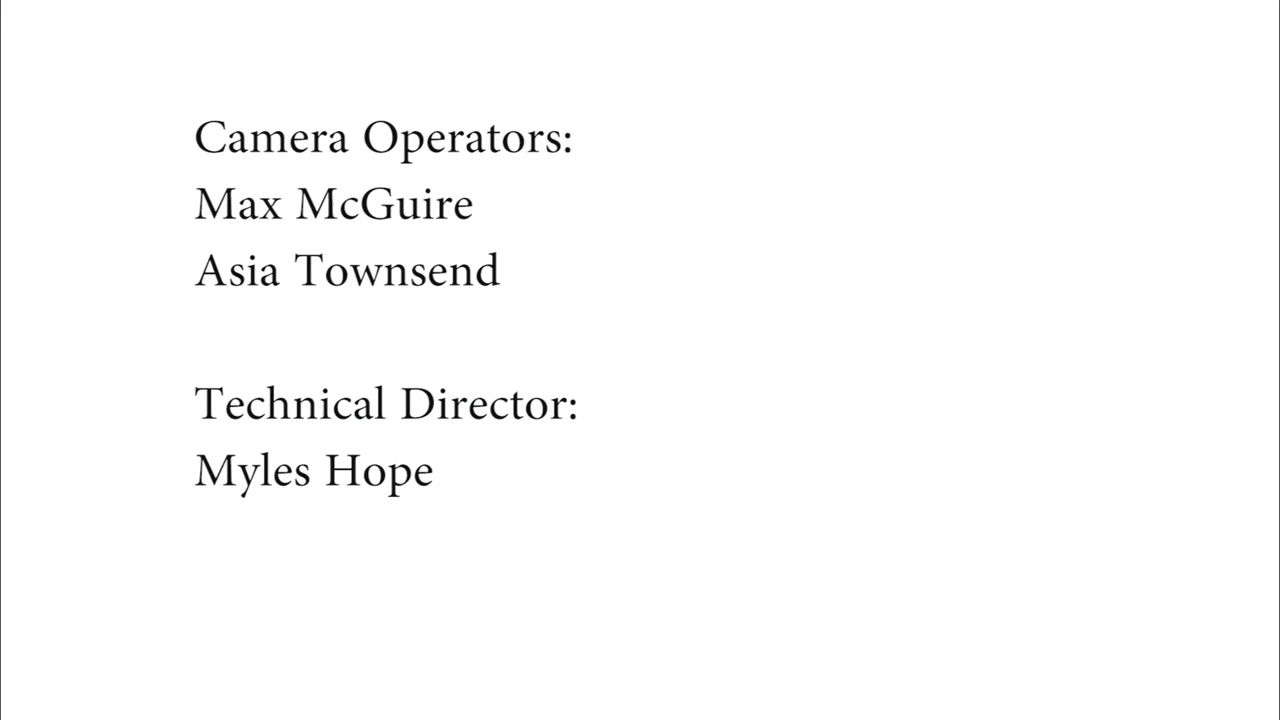 Camera Operators:
Max McGuire
Asia Townsend
Technical Director:
Myles Hope